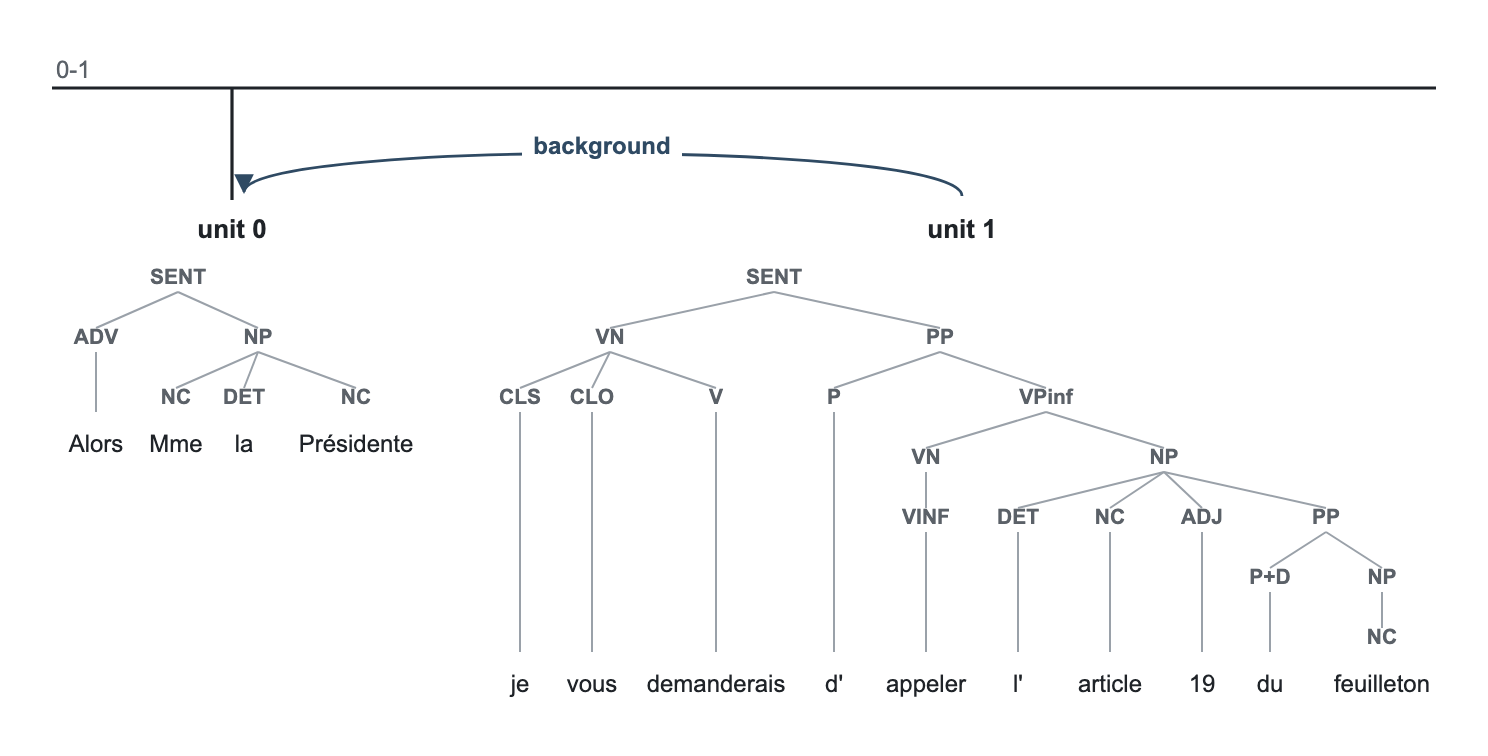 0-1
background
unit 0 unit 1
SENT SENT
ADV NP VN PP
NC DET NC CLS CLO V P VPinf
Alors Mme la Présidente
VN NP
VINF DET NC ADJ PP
P+D NP
NC
je vous demanderais d' appeler l' article 19 du feuilleton